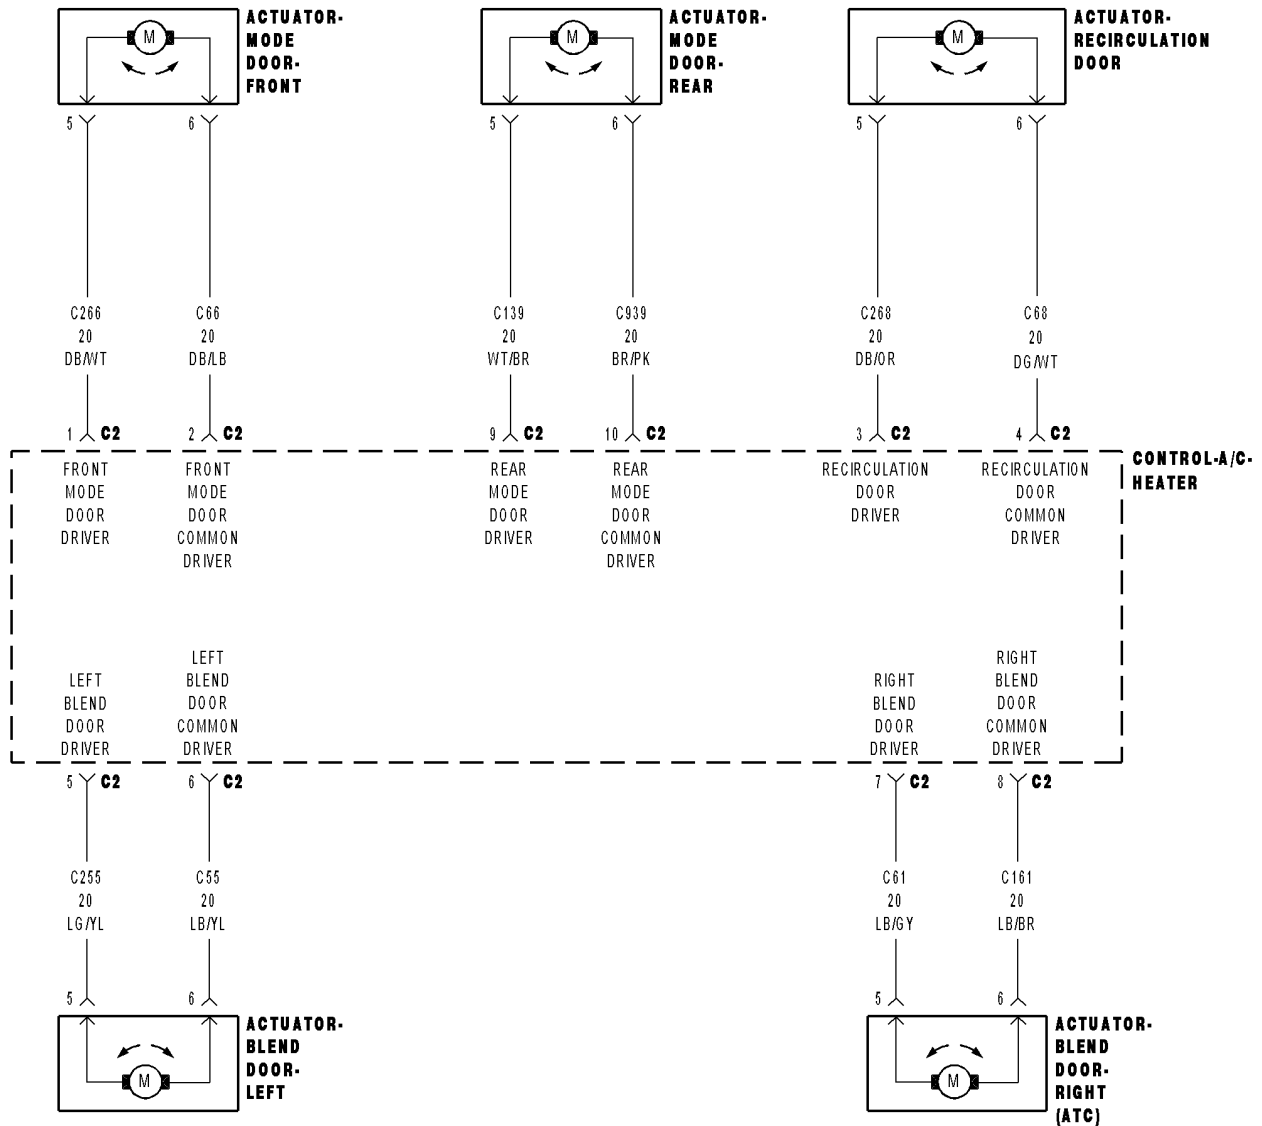 ACTUATOR-
MODE
DOOR-
FRONT
M
5
6
ACTUATOR-
MODE
DOOR-
REAR
M
5
6
ACTUATOR-
RECIRCULATION
DOOR
M
5
6
C266
20
DB/WT
C66
20
DB/LB
C139
20
WT/BR
C939
20
BR/PK
C268
20
DB/OR
C68
20
DG/WT
1 C2
2 C2
9 C2
10 C2
3 C2
4 C2
CONTROL-A/C-
HEATER
FRONT
MODE
DOOR
DRIVER
FRONT
MODE
DOOR
COMMON
DRIVER
REAR
MODE
DOOR
DRIVER
REAR
MODE
DOOR
COMMON
DRIVER
RECIRCULATION
DOOR
DRIVER
RECIRCULATION
DOOR
COMMON
DRIVER
LEFT
BLEND
DOOR
DRIVER
LEFT
BLEND
DOOR
COMMON
DRIVER
RIGHT
BLEND
DOOR
DRIVER
RIGHT
BLEND
DOOR
COMMON
DRIVER
5 C2
6 C2
7 C2
8 C2
C255
20
LG/YL
C55
20
LB/YL
C61
20
LB/GY
C161
20
LB/BR
5
6
M
ACTUATOR-
BLEND
DOOR-
LEFT
5
6
M
ACTUATOR-
BLEND
DOOR-
RIGHT
(ATC)